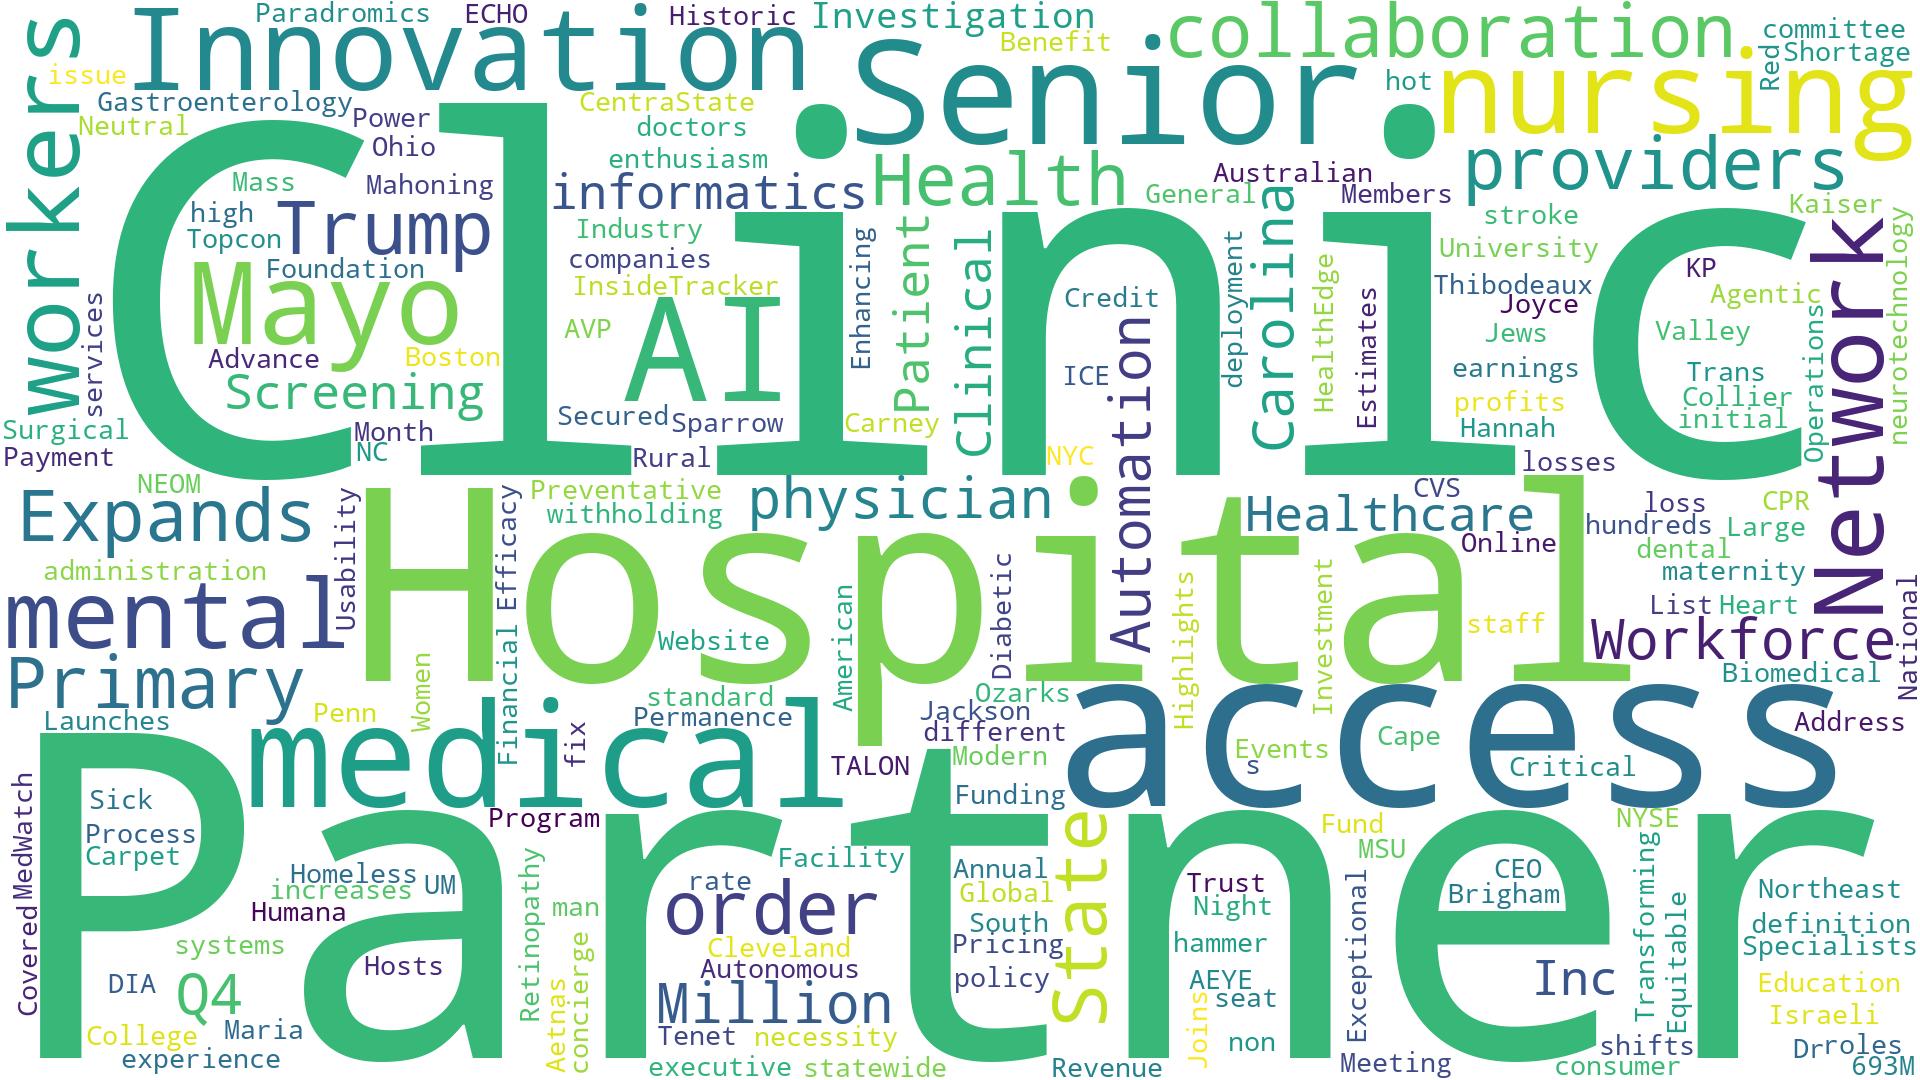 Paradromics
ECHO
Historic
Investigation
collaboration
committee
Innovation
Senior
Benefit
Shortage
Red
workers
issue
hot
nursing
Gastroenterology
CentraState
Neutral
Power
doctors
Ohio
enthusiasm
Health
providers
Clinic
Mass
Mahoning
informatics
Australian
General
Members
high
Trump
Topcon
Industry
Patient
Clinical
Carolina
stroke
Kaiser
University
neurotechnology
Foundation
companies
Enhancing
deployment
KP
Network
Mayo
InsideTracker
Credit
HealthEdge
Thibodeaux
Agentic
services
AI
Automation
Estimates
Joyce
AVP
Jews
Valley
Operations
Advance
Boston
ICE
earnings
Trans
Screening
profits
Collier
Secured
Sparrow
Carney
Hannah
initial
Surgical
Month
Payment
NC
Rural
NYC
losses
NEOM
Preventative
CVS
Expands
withholding
physician
Healthcare
loss
CPR
hundreds
Large
Usability
Hospital
Efficacy
Online
dental
administration
maternity
mental
American
Diabetic
Highlights
Investment
List
Heart
National
staff
Website
Workforce
Primary
Women
Biomedical
standard
Ozarks
access
Launches
Penn
Permanence
Jackson
Address
Financial
fix
different
Cape
medical
Modern
Events
s
TALON
Critical
MedWatch
Sick
Funding
Process
Program
State
Fund
NYSE
Carpet
Facility
MSU
Partner
Homeless
UM
Annual
CEO
increases
rate
Trust
Brigham
Northeast
Humana
Retinopathy
man
order
Global
Night
Transforming
Equitable
definition
South
systems
Cleveland
Pricing
hammer
Specialists
Covered
Hosts
Autonomous
policy
AEYE
Exceptional
Inc
DIA
Q4
concierge
Million
seat
Education
Aetnas
Joins
Israeli
College
Maria
Tenet
necessity
non
shifts
Dr
roles
experience
executive
statewide
Revenue
Meeting
consumer
693M